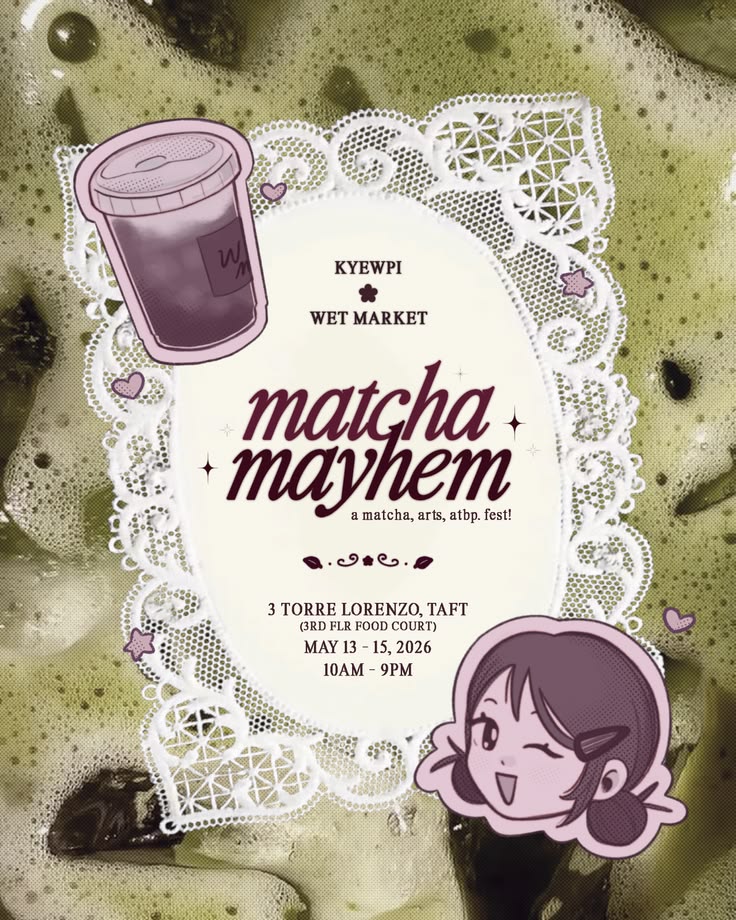 W
M
KYEWPI
WET MARKET
matcha
mayhem
a matcha, arts, atbp. fest!
3 TORRE LORENZO, TAFT
(3RD FLR FOOD COURT)
MAY 13 - 15, 2026
10AM - 9PM